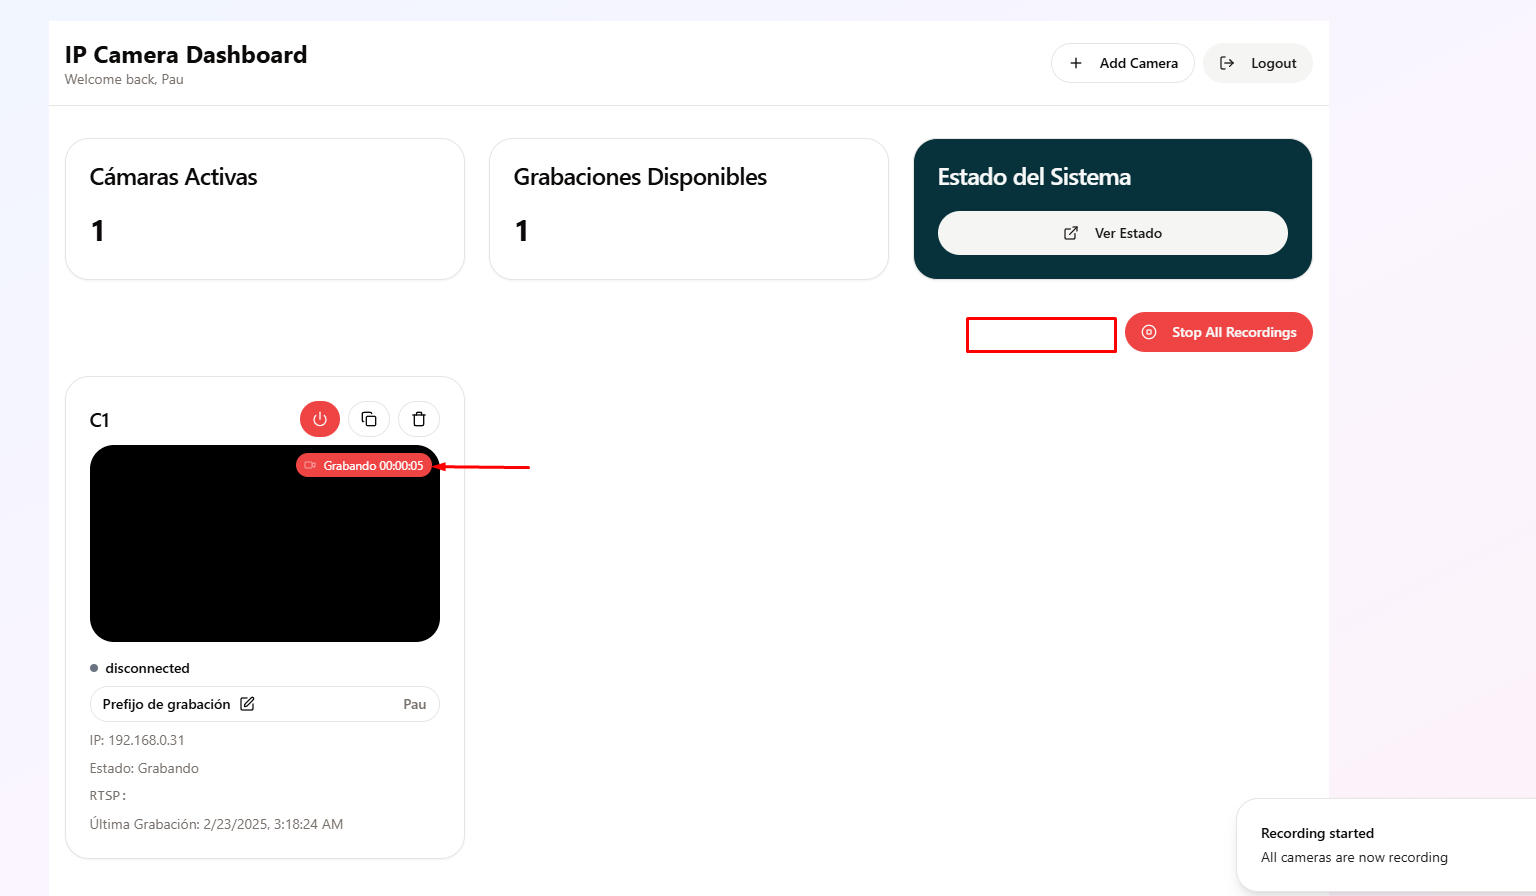 IP Camera Dashboard
Welcome back, Pau
Add Camera
Logout
Cámaras Activas
1
Grabaciones Disponibles
1
Estado del Sistema
Ver Estado
Stop All Recordings
C1
Grabando 00:00:05
disconnected
Prefijo de grabación
Pau
IP: 192.168.0.31
Estado: Grabando
RTSP:
Última Grabación: 2/23/2025, 3:18:24 AM
Recording started
All cameras are now recording